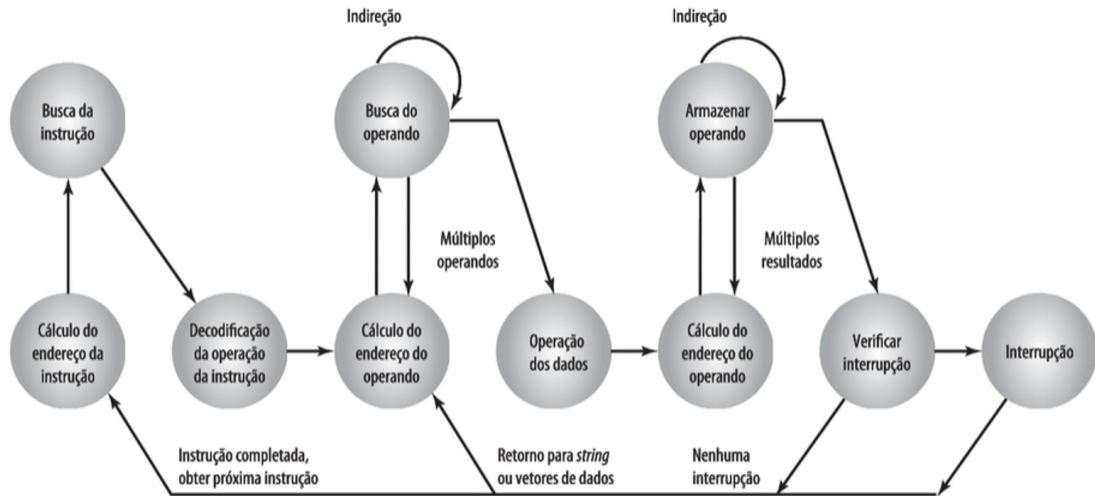 Indireção
Indireção
Busca da
instrução
Busca do
operando
Armazenar
operando
Múltiplos
operandos
Múltiplos
resultados
Cálculo do
endereço da
instrução
Decodificação
da operação
da instrução
Cálculo do
endereço do
operando
Operação
dos dados
Cálculo do
endereço do
operando
Verificar
interrupção
Interrupção
Instrução completada,
obter próxima instrução
Retorno para string
ou vetores de dados
Nenhuma
interrupção